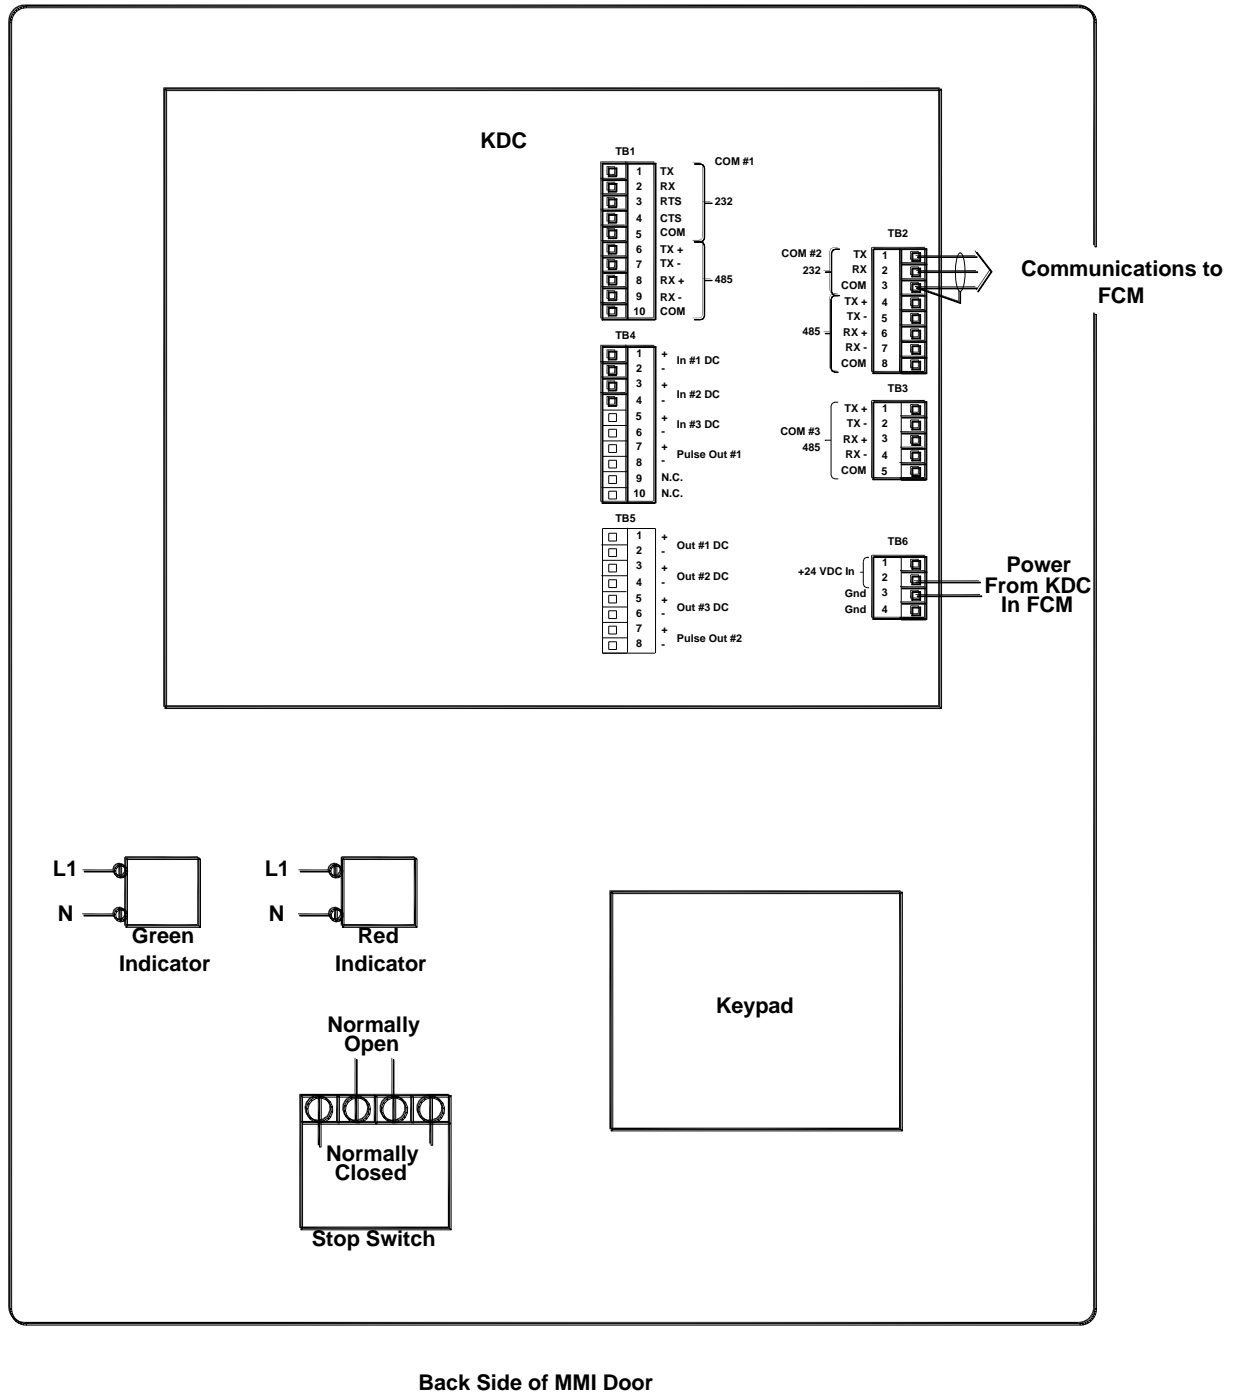 KDC
TB1
COM #1
1 TX
2 RX
3 RTS
232
4 CTS
5 COM
6 TX +
7 TX -
8 RX +
485
9 RX -
10 COM
TB2
COM #2
232
TX 1
RX 2
COM 3
TX + 4
TX - 5
485
RX + 6
RX - 7
COM 8
Communications to
FCM
TB4
1 +
In #1 DC
2 -
3 +
In #2 DC
4 -
5 +
In #3 DC
6 -
7 +
Pulse Out #1
8 -
9 N.C.
10 N.C.
TB3
COM #3
485
TX + 1
TX - 2
RX + 3
RX - 4
COM 5
TB5
1 +
Out #1 DC
2 -
3 +
Out #2 DC
4 -
5 +
Out #3 DC
6 -
7 +
Pulse Out #2
8 -
TB6
1
+24 VDC In
2
Gnd 3
Gnd 4
Power
From KDC
In FCM
L1
N
Green
Indicator
L1
N
Red
Indicator
Keypad
Normally
Open
Normally
Closed
Stop Switch
Back Side of MMI Door